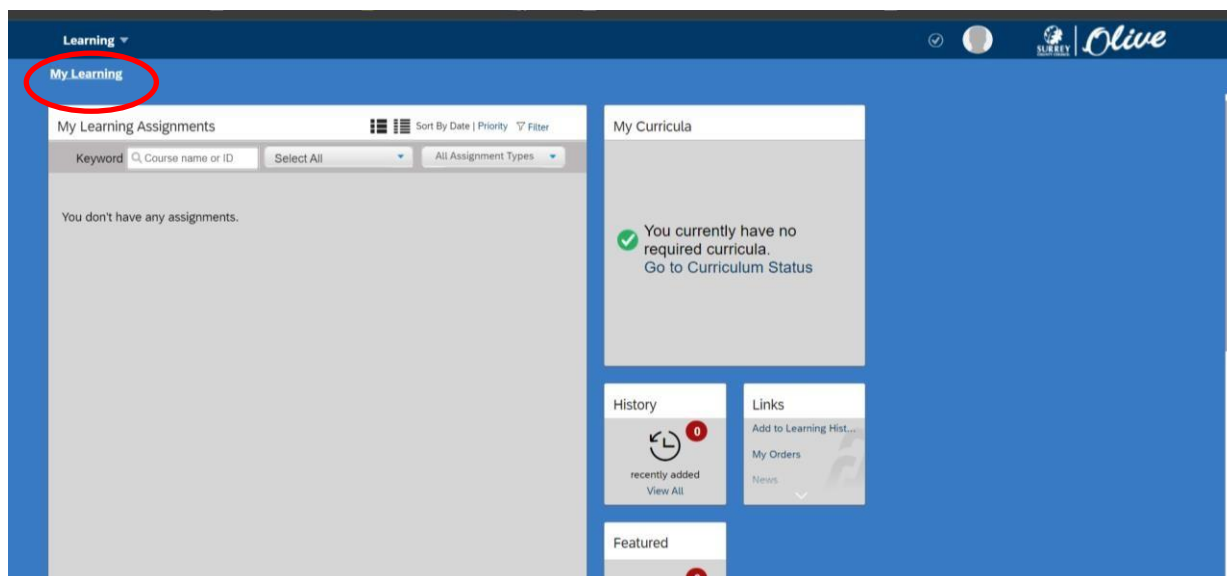 Learning
SURREY
Olive
My Learning
My Learning Assignments
Sort By Date | Priority Filter
Keyword Course name or ID Select All All Assignment Types
You don't have any assignments.
My Curricula
You currently have no
required curricula.
Go to Curriculum Status
History
0
recently added
View All
Links
Add to Learning Hist...
My Orders
News
Featured